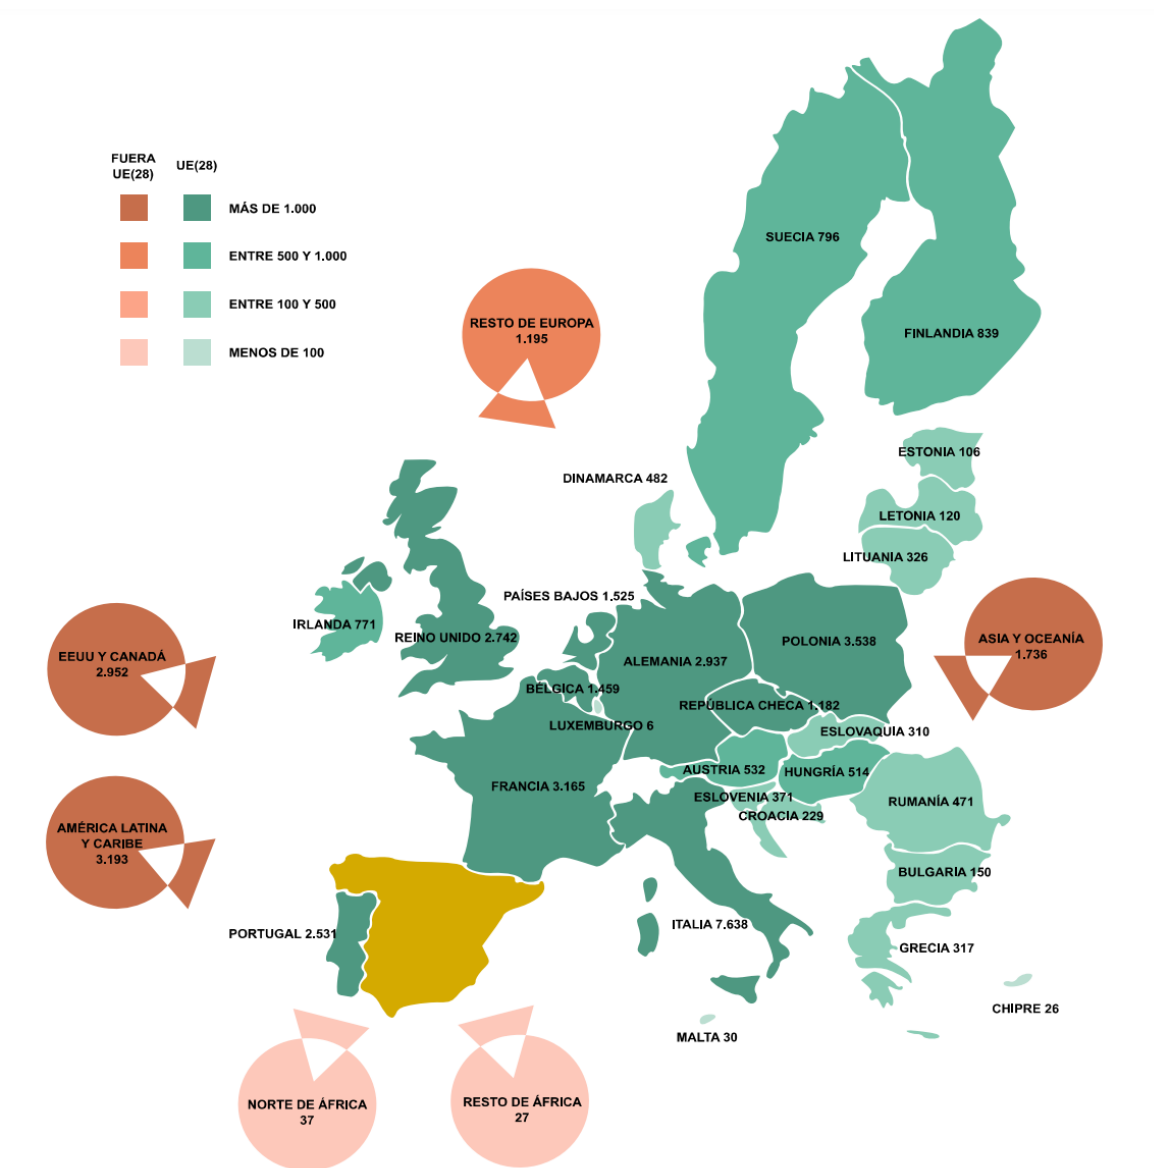 FUERA
UE(28)
UE(28)
MÁS DE 1.000
ENTRE 500 Y 1.000
ENTRE 100 Y 500
MENOS DE 100
SUECIA 796
RESTO DE EUROPA
1.195
FINLANDIA 839
ESTONIA 106
DINAMARCA 482
LETONIA 120
LITUANIA 326
PAÍSES BAJOS 1.525
IRLANDA 771
REINO UNIDO 2.742
POLONIA 3.538
ASIA Y OCEANÍA
1.736
EEUU Y CANADÁ
2.952
ALEMANIA 2.937
BÉLGICA 1.459
REPÚBLICA CHECA 1.182
LUXEMBURGO 6
ESLOVAQUIA 310
AUSTRIA 532
HUNGRÍA 514
FRANCIA 3.165
ESLOVENIA 371
RUMANÍA 471
CROACIA 229
AMÉRICA LATINA
Y CARIBE
3.193
BULGARIA 150
ITALIA 7.638
PORTUGAL 2.531
GRECIA 317
CHIPRE 26
MALTA 30
NORTE DE ÁFRICA
37
RESTO DE ÁFRICA
27